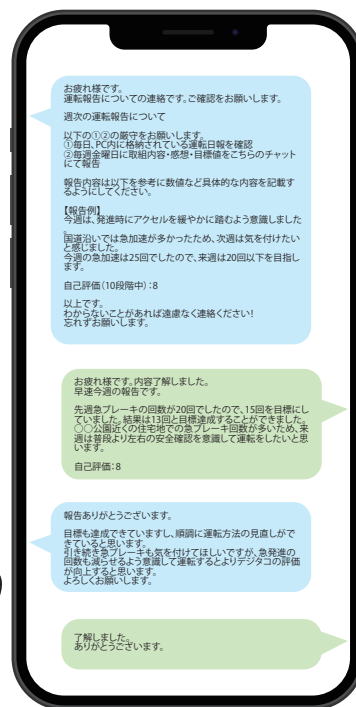 お疲れ様です。
運転報告についての連絡です。ご確認をお願いします。
週次の運転報告について
以下の①②の厳守をお願いします。
①毎日、PC内に格納されている運転日報を確認
②毎週金曜日に取組内容・感想・目標値をこちらのチャット
にて報告
報告内容は以下を参考に数値など具体的な内容を記載す
るようにしてください。
【報告例】
今週は、発進時にアクセルを緩やかに踏むよう意識しました
。
国道沿いでは急加速が多かったため、次週は気を付けたい
と感じました。
今週の急加速は25回でしたので、来週は20回以下を目指し
ます。
自己評価(10段階中):8
以上です。
わからないことがあれば遠慮なく連絡ください!
忘れずお願いします。
お疲れ様です。内容了解しました。
早速今週の報告です。
先週急ブレーキの回数が20回でしたので、15回を目標にし
ていました。結果は13回と目標達成することができました。
○○公園近くの住宅地での急ブレーキ回数が多いため、来
週は普段より左右の安全確認を意識して運転をしたいと思
います。
自己評価:8
報告ありがとうございます。
目標も達成できていますし、順調に運転方法の見直しがで
きていると思います。
引き続き急ブレーキも気を付けてほしいですが、急発進の
回数も減らせるよう意識して運転するとよりデジタコの評価
が向上すると思います。
よろしくお願いします。
了解しました。
ありがとうございます。